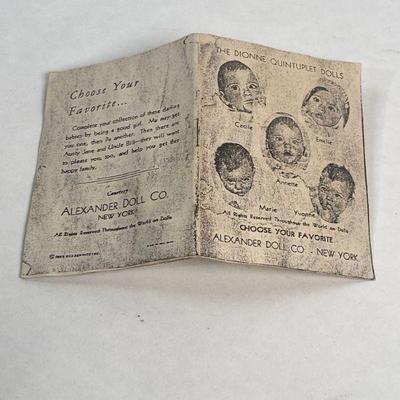 Choose Your
Favorite...
Complete your collection of these darling
babies by being a good girl. Ma may get
you one, then Pa another. Then there are
Aunty Jane and Uncle Bill—they will want
to please you, too, and help you get the
happy family.
Courtesy
ALEXANDER DOLL CO.
NEW YORK
All Rights Reserved Throughout the World on Dolls
THE DIONNE QUINTUPLET DOLLS
Cecile
Emelie
Annette
Marie
Yvonne
All Rights Reserved Throughout the World on Dolls
CHOOSE YOUR FAVORITE
ALEXANDER DOLL CO. - NEW YORK